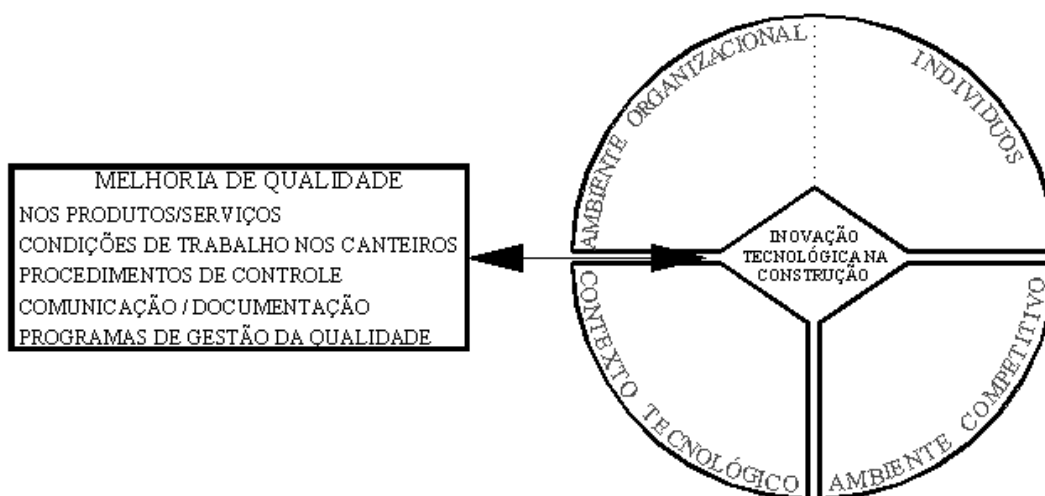 MELHORIA DE QUALIDADE
NOS PRODUTOS/SERVIÇOS
CONDIÇÕES DE TRABALHO NOS CANTEIROS
PROCEDIMENTOS DE CONTROLE
COMUNICAÇÃO / DOCUMENTAÇÃO
PROGRAMAS DE GESTÃO DA QUALIDADE
AMBIENTE ORGANIZACIONAL
INDIVIDUOS
INOVAÇÃO
TECNOLÓGICA NA
CONSTRUÇÃO
CONTEXTO TECNOLÓGICO
AMBIENTE COMPETITIVO